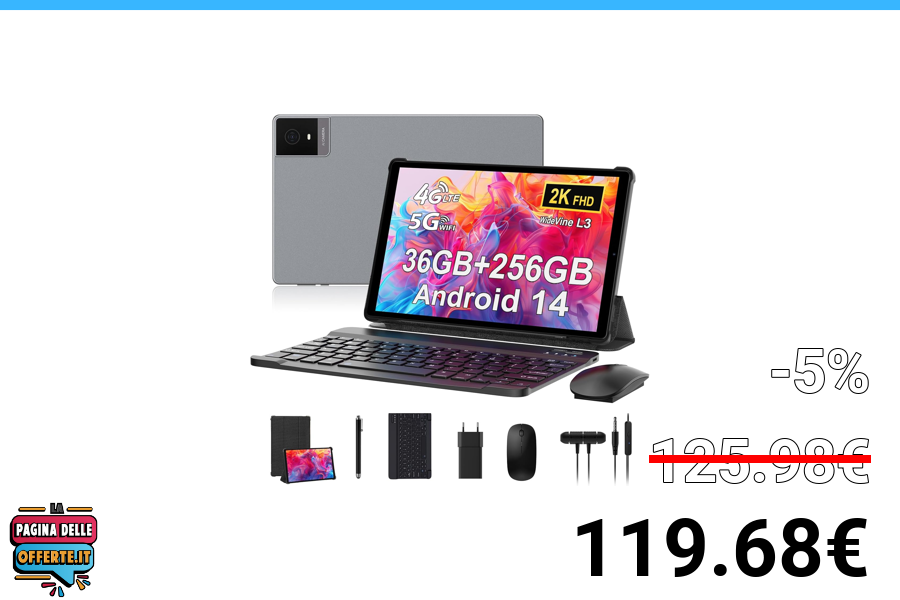 4G LTE
5G WIFI
2K FHD
WideVine L3
36GB+256GB
Android 14
-5%
125.98€
119.68€
LA
PAGINA DELLE
OFFERTE.IT